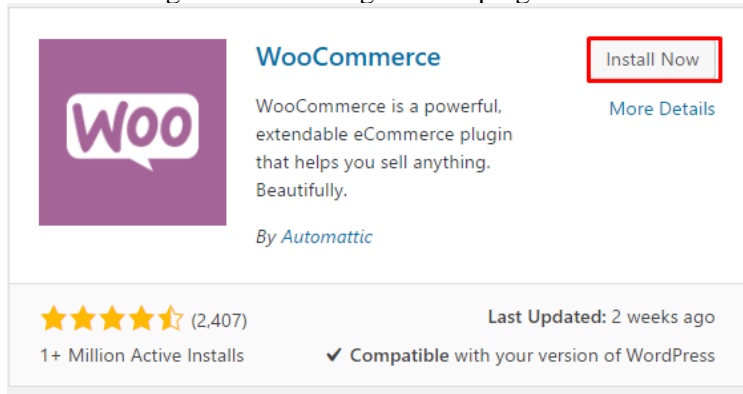 WooCommerce
Install Now
WOO
WooCommerce is a powerful,
More Details
extendable eCommerce plugin
that helps you sell anything.
Beautifully.
By Automattic
(2,407)
Last Updated: 2 weeks ago
1+ Million Active Installs
✔ Compatible with your version of WordPress